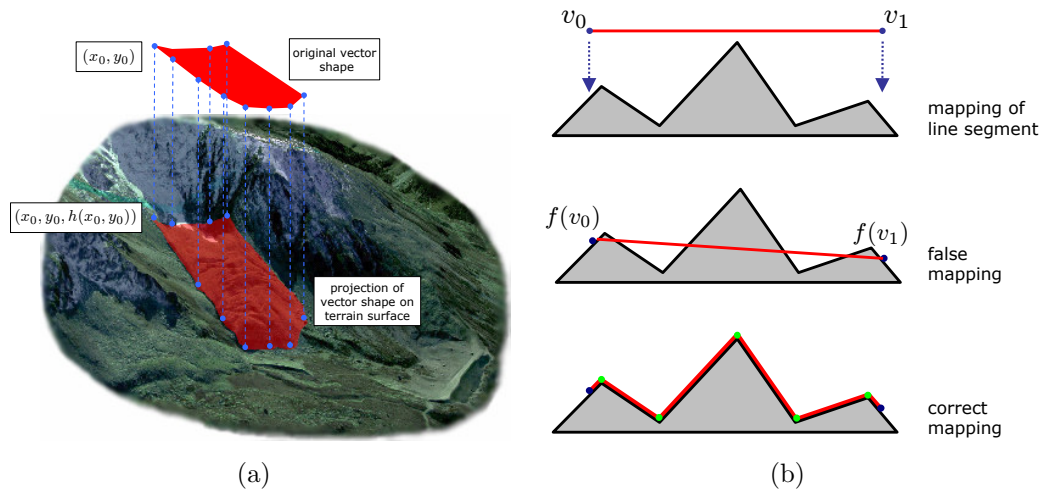 (x₀, y₀)
original vector
shape
(x₀, y₀, h(x₀, y₀))
projection of
vector shape on
terrain surface
(a)
v₀
v₁
mapping of
line segment
f(v₀)
f(v₁)
false
mapping
correct
mapping
(b)